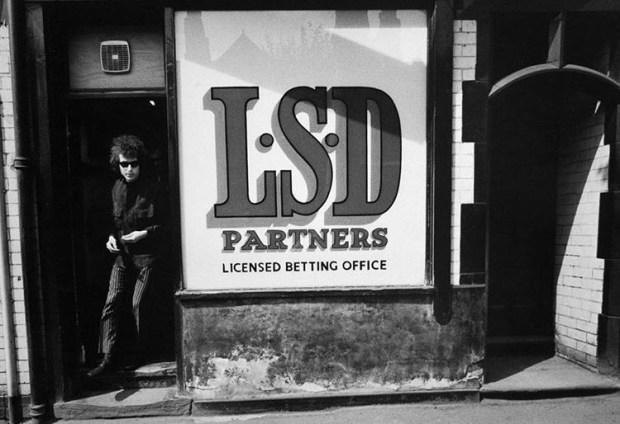 L·S·D
PARTNERS
LICENSED BETTING OFFICE